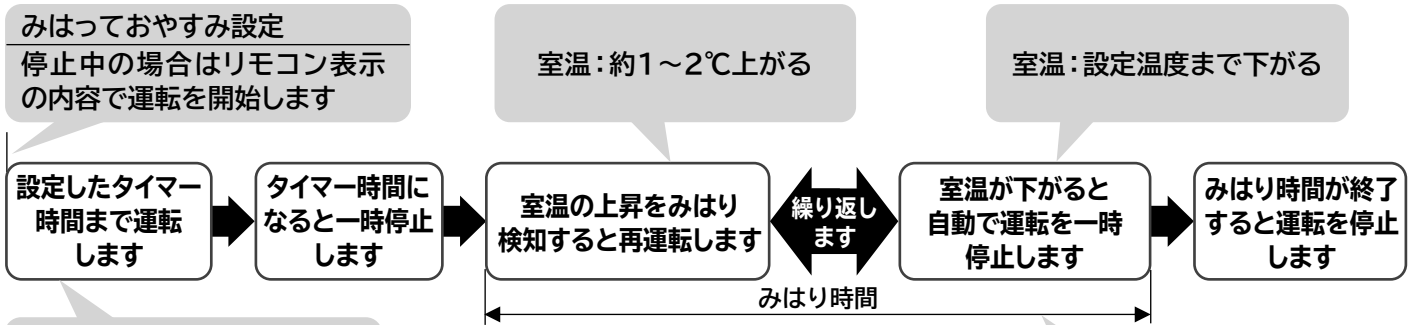 みはっておやすみ設定
停止中の場合はリモコン表示
の内容で運転を開始します
室温:約1~2℃上がる
室温:設定温度まで下がる
設定したタイマー
時間まで運転
します
タイマー時間に
なると一時停止
します
室温の上昇をみはり
検知すると再運転します
繰り返し
ます
室温が下がると
自動で運転を一時
停止します
みはり時間が終了
すると運転を停止
します
みはり時間